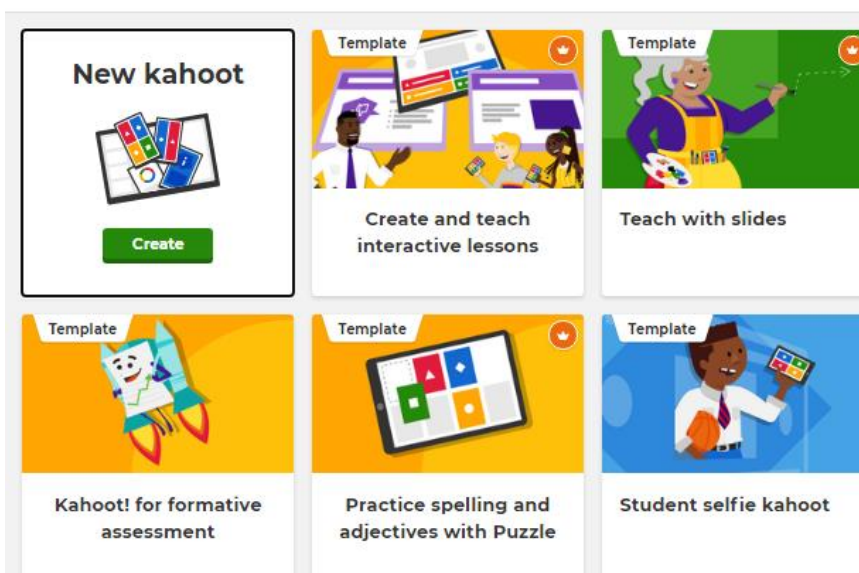 New kahoot
Create
Template
Create and teach
interactive lessons
Template
Teach with slides
Template
Kahoot! for formative
assessment
Template
Practice spelling and
adjectives with Puzzle
Template
Student selfie kahoot